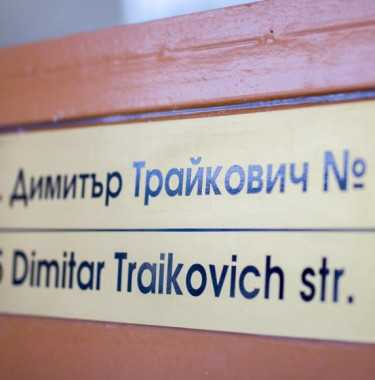 . Димитър Трайкович №
Dimitar Traikovich str.